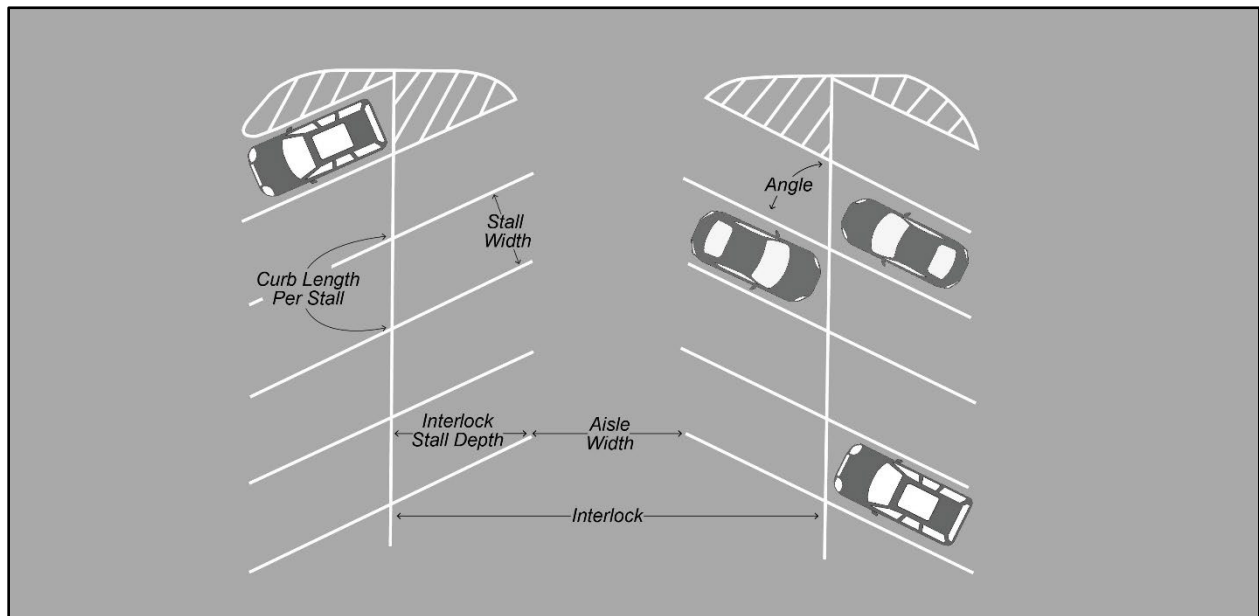 Angle
Stall
Width
Curb Length
Per Stall
Interlock
Stall Depth
Aisle
Width
Interlock